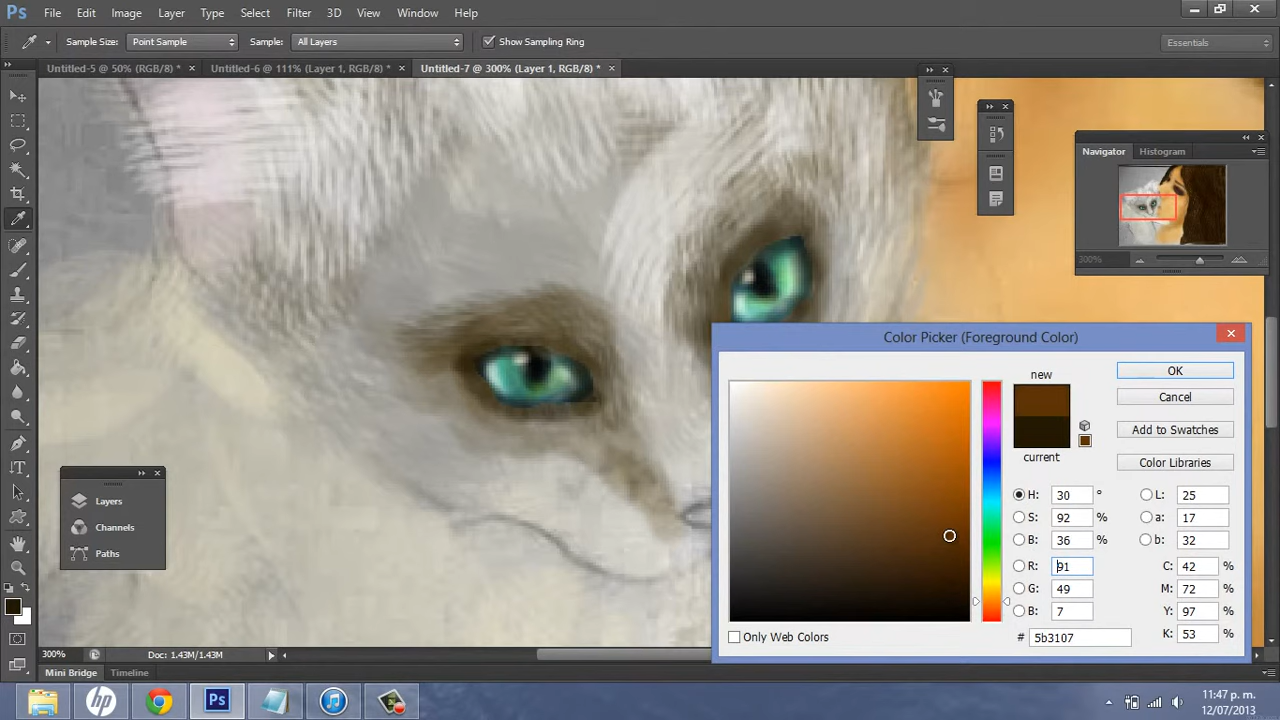 Ps File Edit Image Layer Type Select Filter 3D View Window Help
Sample Size: Point Sample Sample: All Layers Show Sampling Ring Essentials
Untitled-5 @ 50% (RGB/8) * × Untitled-6 @ 111% (Layer 1, RGB/8) * × Untitled-7 @ 300% (Layer 1, RGB/8) * ×
Navigator Histogram
300%
Color Picker (Foreground Color)
new
current
OK
Cancel
Add to Swatches
Color Libraries
H: 30 ° L: 25
S: 92 % a: 17
B: 36 % b: 32
R: 91 C: 42 %
G: 49 M: 72 %
B: 7 Y: 97 %
# 5b3107 K: 53 %
Only Web Colors
Layers
Channels
Paths
300% Doc: 1.43M/1.43M
Mini Bridge Timeline
hp Ps 11:47 p. m.
12/07/2013